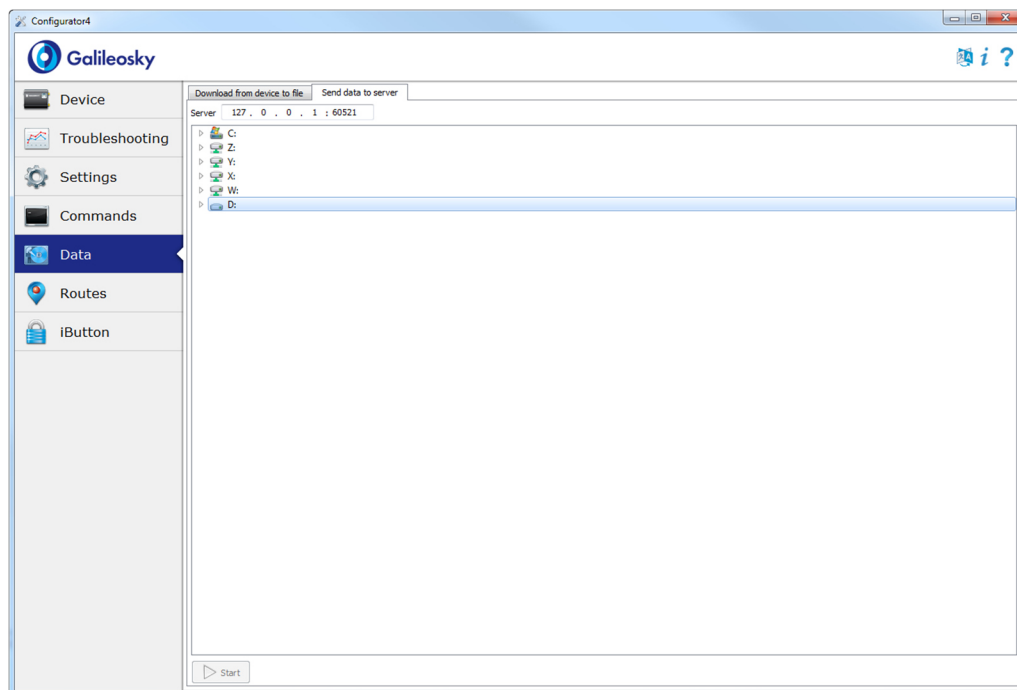 Configurator4
Galileosky
i ?
Device
Troubleshooting
Settings
Commands
Data
Routes
iButton
Download from device to file
Send data to server
Server 127 . 0 . 0 . 1 : 60521
C:
Z:
Y:
X:
W:
D:
Start